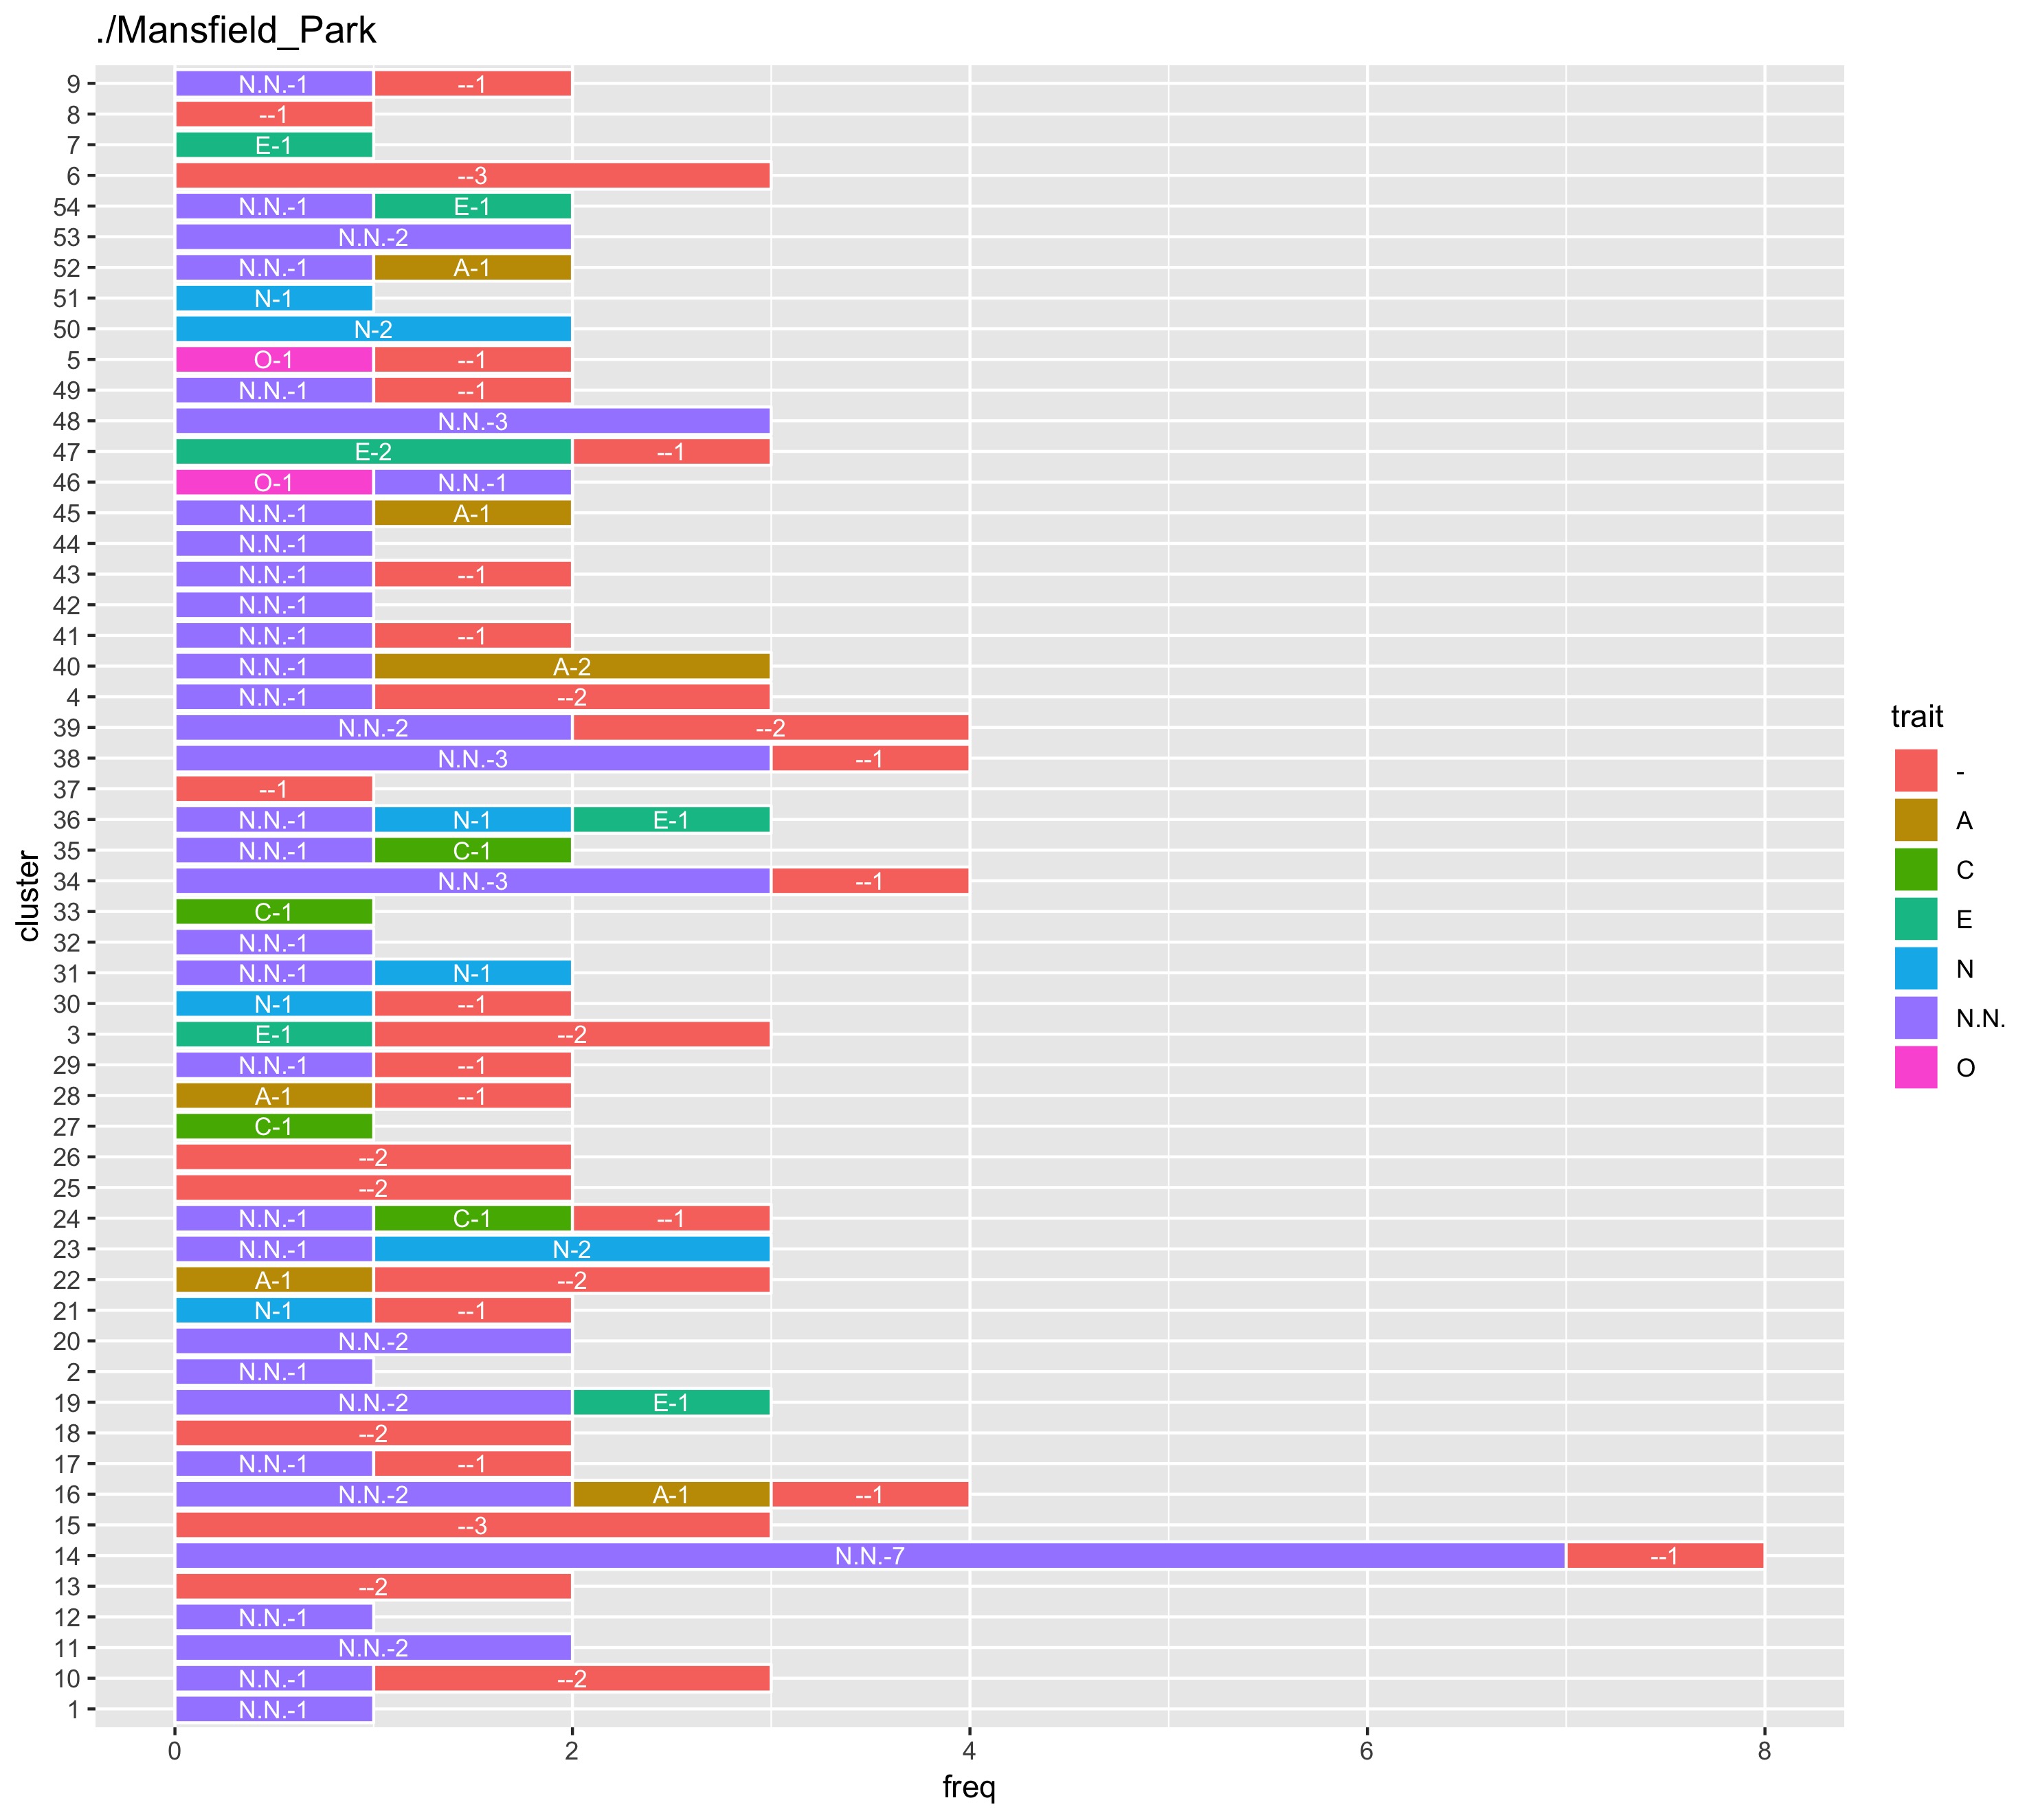 ./Mansfield_Park
9 N.N.-1 --1
8 --1
7 E-1
6 --3
54 N.N.-1 E-1
53 N.N.-2
52 N.N.-1 A-1
51 N-1
50 N-2
5 O-1 --1
49 N.N.-1 --1
48 N.N.-3
47 E-2 --1
46 O-1 N.N.-1
45 N.N.-1 A-1
44 N.N.-1
43 N.N.-1 --1
42 N.N.-1
41 N.N.-1 --1
40 N.N.-1 A-2
4 N.N.-1 --2
39 N.N.-2 --2
38 N.N.-3 --1
37 --1
36 N.N.-1 N-1 E-1
35 N.N.-1 C-1
34 N.N.-3 --1
33 C-1
32 N.N.-1
31 N.N.-1 N-1
30 N-1 --1
3 E-1 --2
29 N.N.-1 --1
28 A-1 --1
27 C-1
26 --2
25 --2
24 N.N.-1 C-1 --1
23 N.N.-1 N-2
22 A-1 --2
21 N-1 --1
20 N.N.-2
2 N.N.-1
19 N.N.-2 E-1
18 --2
17 N.N.-1 --1
16 N.N.-2 A-1 --1
15 --3
14 N.N.-7 --1
13 --2
12 N.N.-1
11 N.N.-2
10 N.N.-1 --2
1 N.N.-1
0 2 4 6 8
freq
cluster
trait
-
A
C
E
N
N.N.
O